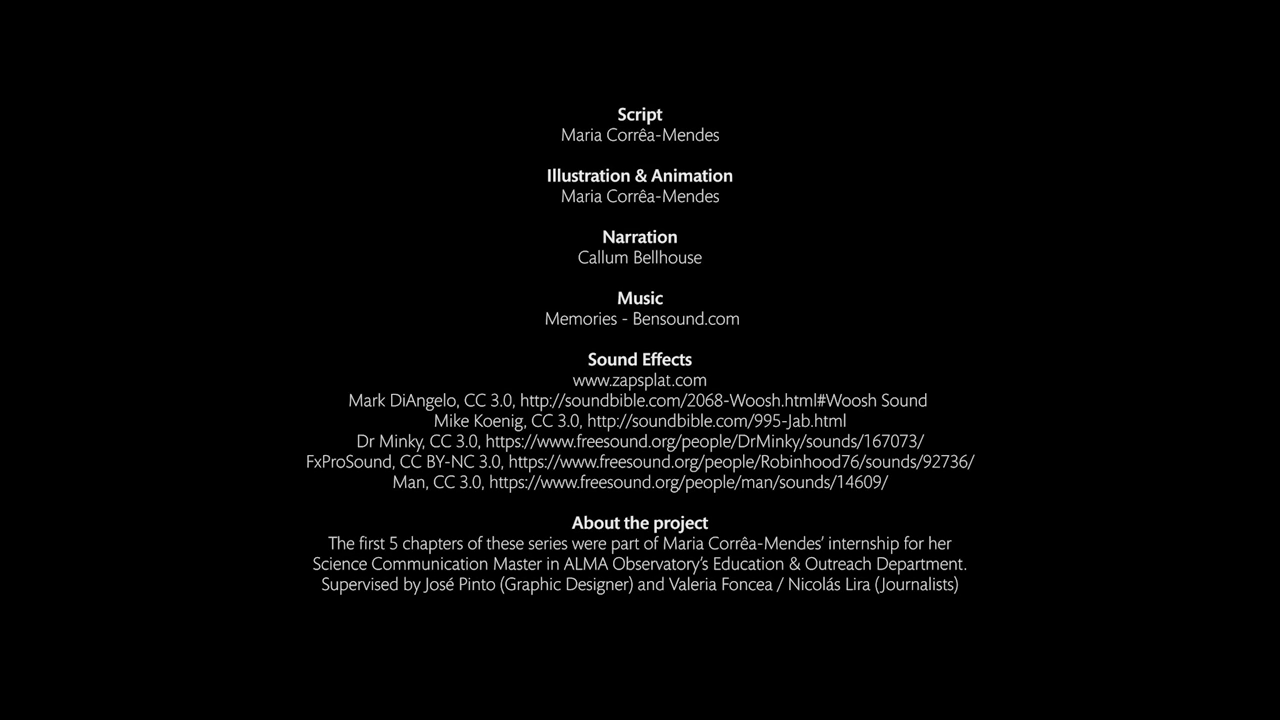 Script
Maria Corrêa-Mendes
Illustration & Animation
Maria Corrêa-Mendes
Narration
Callum Bellhouse
Music
Memories - Bensound.com
Sound Effects
www.zapsplat.com
Mark DiAngelo, CC 3.0, http://soundbible.com/2068-Woosh.html#Woosh Sound
Mike Koenig, CC 3.0, http://soundbible.com/995-Jab.html
Dr Minky, CC 3.0, https://www.freesound.org/people/DrMinky/sounds/167073/
FxProSound, CC BY-NC 3.0, https://www.freesound.org/people/Robinhood76/sounds/92736/
Man, CC 3.0, https://www.freesound.org/people/man/sounds/14609/
About the project
The first 5 chapters of these series were part of Maria Corrêa-Mendes’ internship for her
Science Communication Master in ALMA Observatory’s Education & Outreach Department.
Supervised by José Pinto (Graphic Designer) and Valeria Foncea / Nicolás Lira (Journalists)